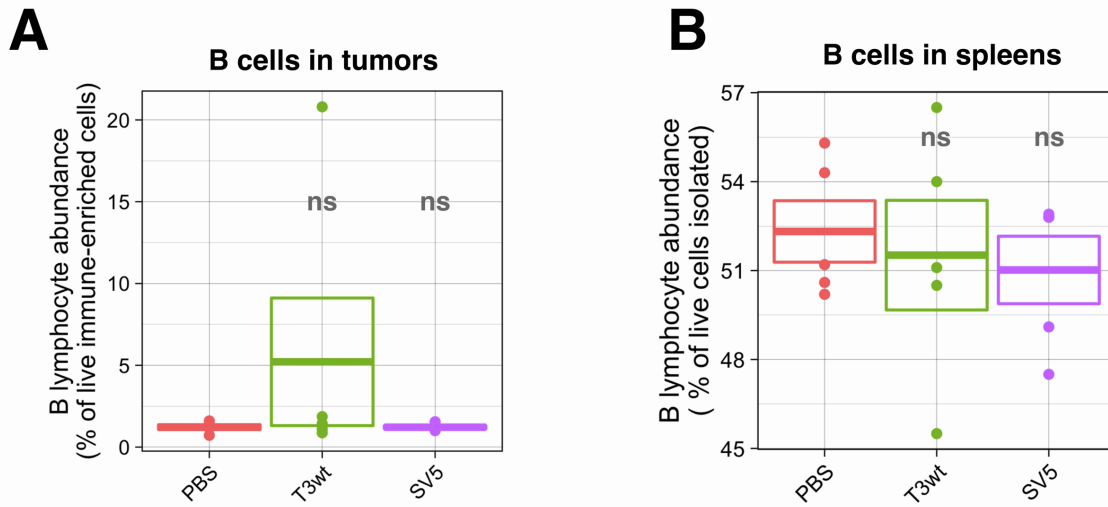 A
B cells in tumors
B lymphocyte abundance
(% of live immune-enriched cells)
20
15
10
5
0
ns
ns
PBS
T3wt
SV5
B
B cells in spleens
B lymphocyte abundance
( % of live cells isolated)
57
54
51
48
45
ns
ns
PBS
T3wt
SV5